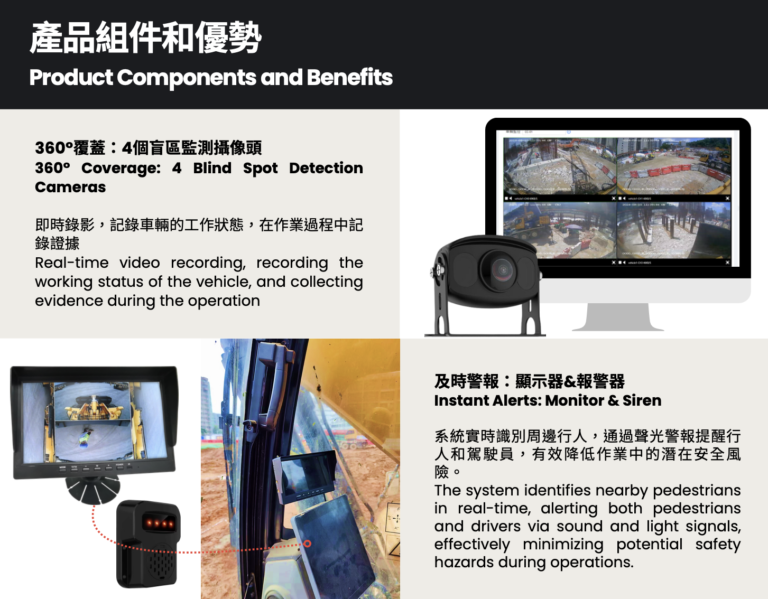 產品組件和優勢
Product Components and Benefits
360°覆蓋：4個盲區監測攝像頭
360° Coverage: 4 Blind Spot Detection
Cameras
即時錄影，記錄車輛的工作狀態，在作業過程中記
錄證據
Real-time video recording, recording the
working status of the vehicle, and collecting
evidence during the operation
及時警報：顯示器&報警器
Instant Alerts: Monitor & Siren
系統實時識別周邊行人，通過聲光警報提醒行
人和駕駛員，有效降低作業中的潛在安全風
險。
The system identifies nearby pedestrians
in real-time, alerting both pedestrians
and drivers via sound and light signals,
effectively minimizing potential safety
hazards during operations.